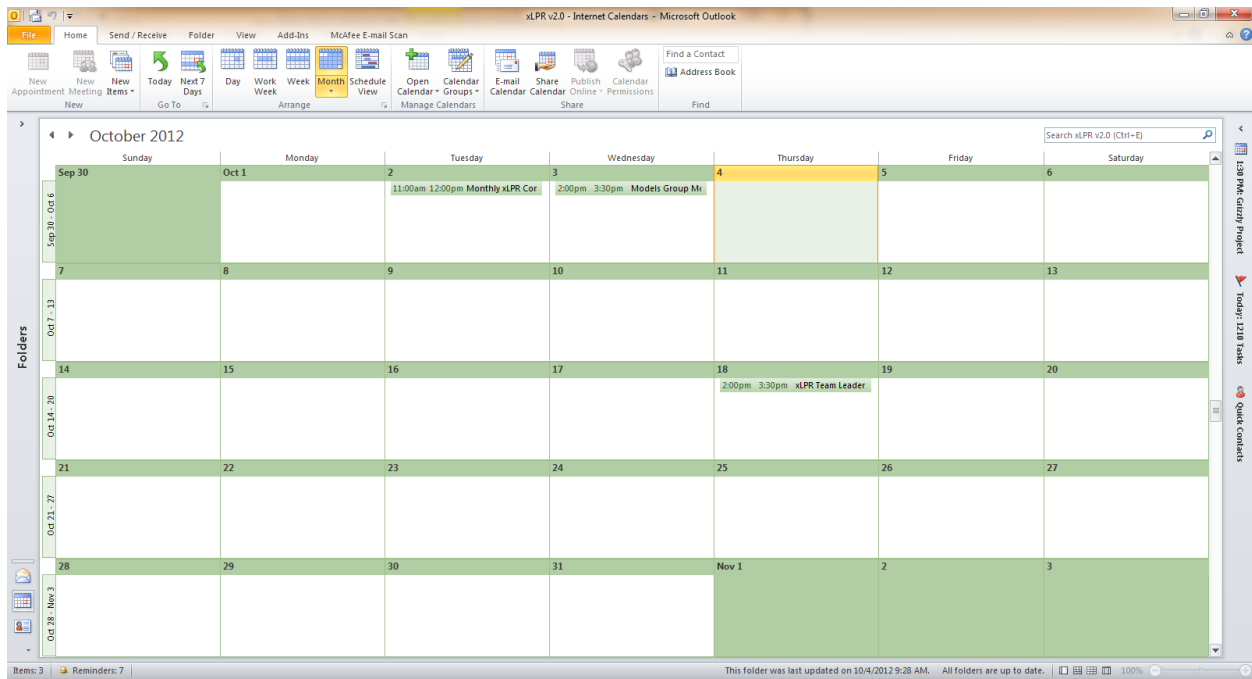 xLPR v2.0 - Internet Calendars - Microsoft Outlook
File Home Send / Receive Folder View Add-Ins McAfee E-mail Scan
New Appointment
New Meeting
New Items
New
Today
Next 7 Days
Go To
Day
Work Week
Week
Month
Schedule View
Arrange
Open Calendar
Calendar Groups
Manage Calendars
E-mail Calendar
Share Calendar
Publish Online
Calendar Permissions
Share
Find a Contact
Address Book
Find
October 2012
Search xLPR v2.0 (Ctrl+E)
Sunday Monday Tuesday Wednesday Thursday Friday Saturday
Sep 30 - Oct 6
Sep 30 Oct 1 2 3 4 5 6
11:00am 12:00pm Monthly xLPR Cor
2:00pm 3:30pm Models Group Me
Oct 7 - 13
7 8 9 10 11 12 13
Oct 14 - 20
14 15 16 17 18 19 20
2:00pm 3:30pm xLPR Team Leader
Oct 21 - 27
21 22 23 24 25 26 27
Oct 28 - Nov 3
28 29 30 31 Nov 1 2 3
Folders
1:30 PM: Grizzly Project
Today: 1210 Tasks
Quick Contacts
Items: 3 Reminders: 7
This folder was last updated on 10/4/2012 9:28 AM. All folders are up to date. 100%